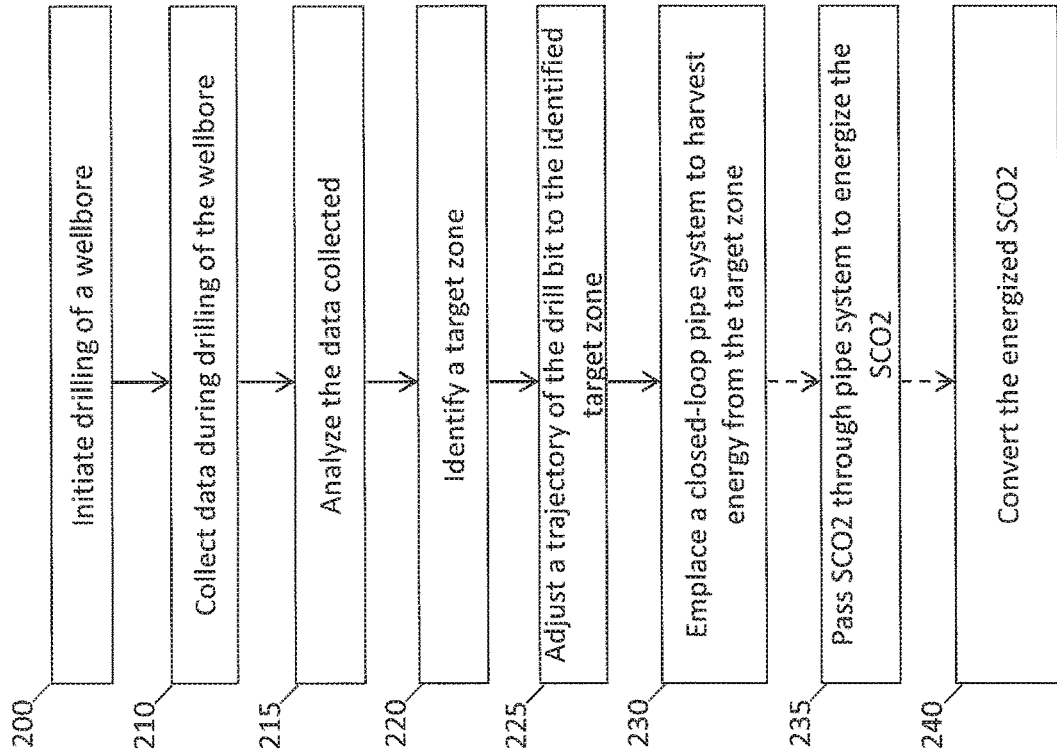 200
Initiate drilling of a wellbore
210
Collect data during drilling of the wellbore
215
Analyze the data collected
220
Identify a target zone
225
Adjust a trajectory of the drill bit to the identified
target zone
230
Emplace a closed-loop pipe system to harvest
energy from the target zone
235
Pass SCO2 through pipe system to energize the
SCO2
240
Convert the energized SCO2